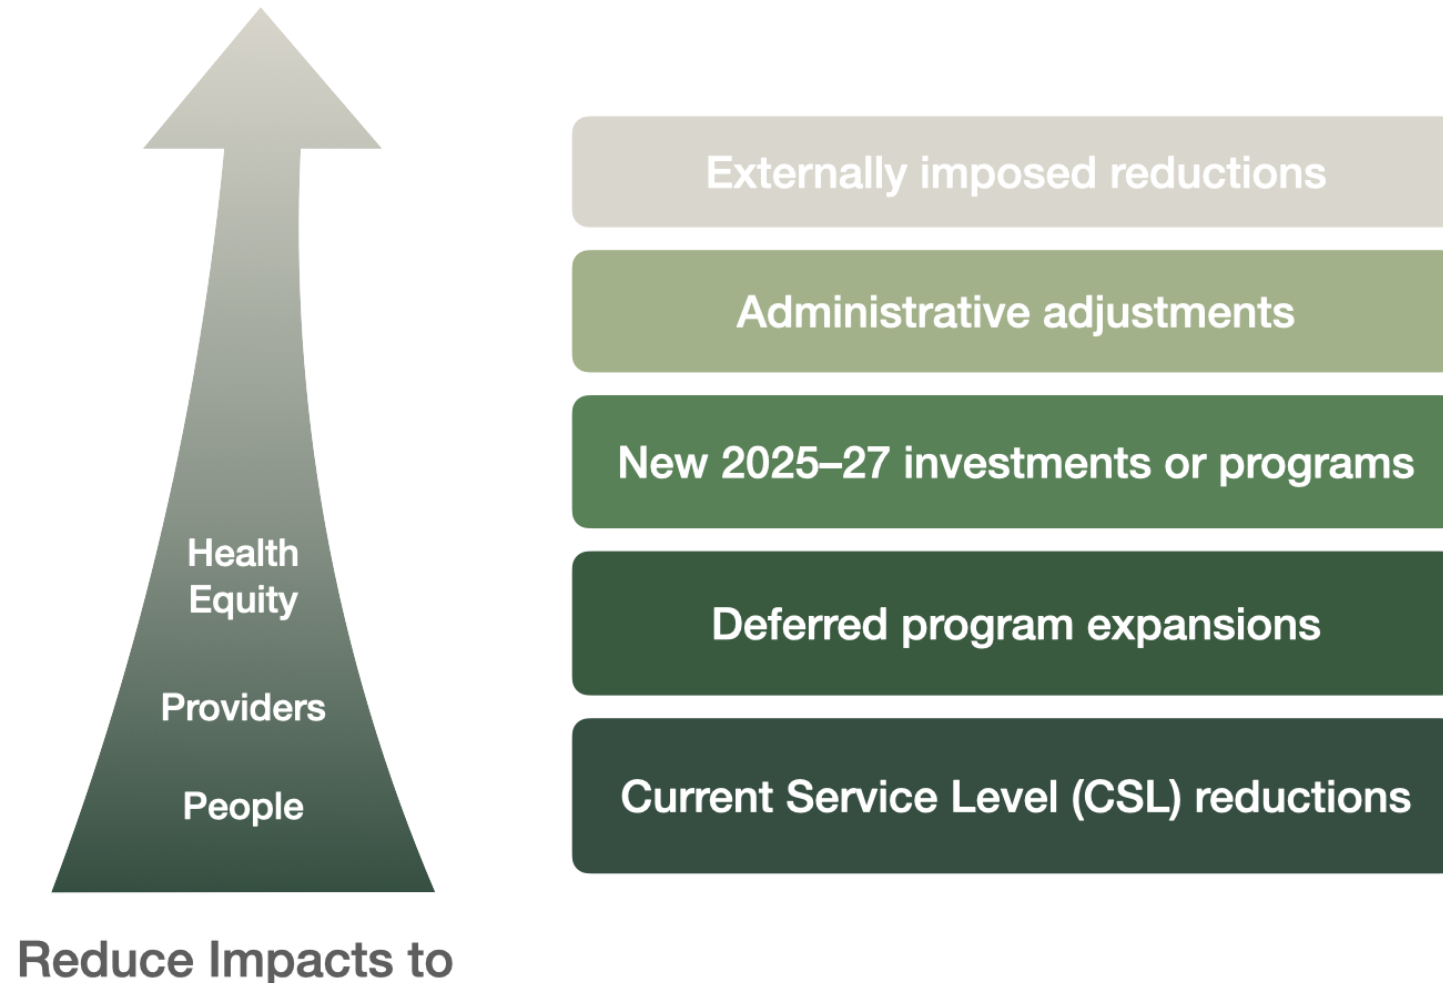 Externally imposed reductions
Administrative adjustments
New 2025–27 investments or programs
Deferred program expansions
Current Service Level (CSL) reductions
Health
Equity
Providers
People
Reduce Impacts to